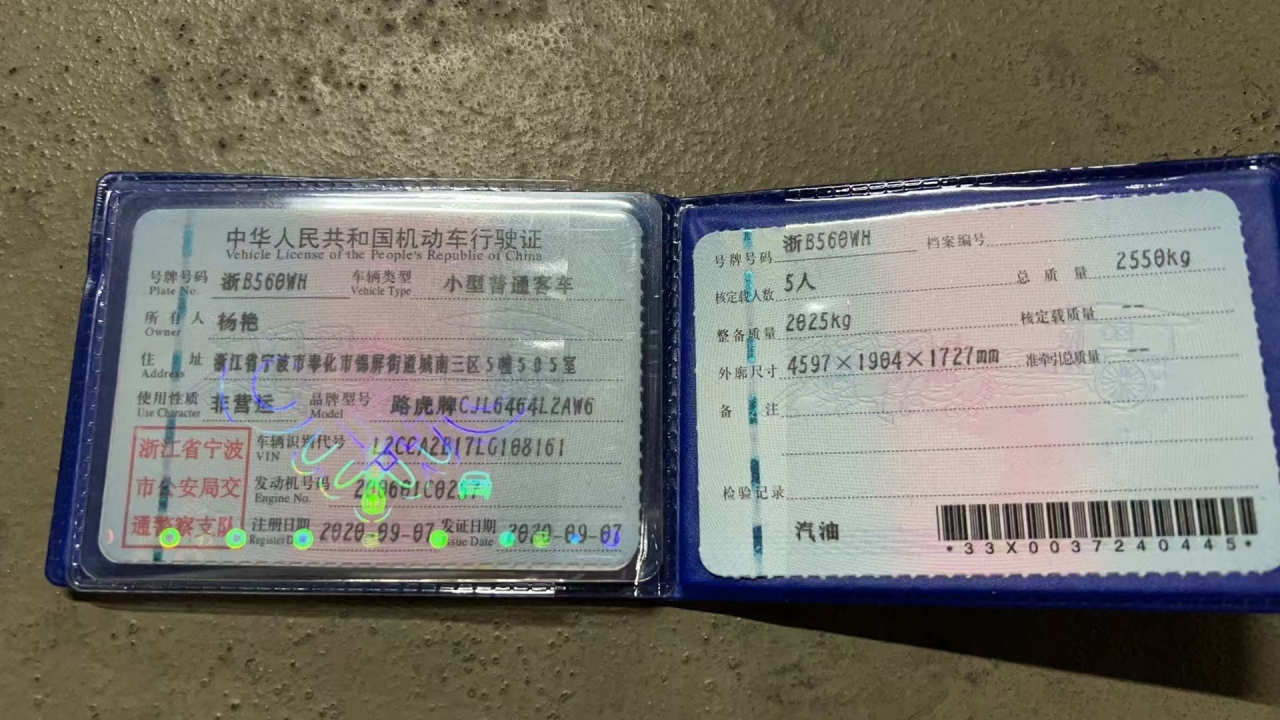 中华人民共和国机动车行驶证
Vehicle License of the People's Republic of China
号牌号码 浙B560WH 车辆类型 小型普通客车
Plate No. Vehicle Type
所有人 杨艳
Owner
住址 浙江省宁波市奉化市锦屏街道城南三区5幢505室
Address
使用性质 非营运 品牌型号 路虎牌CJL6464L2AW6
Use Character Model
浙江省宁波
市公安局交
通警察支队
车辆识别代号 L2CCA2B17LG108161
VIN
发动机号码
Engine No.
注册日期 2020-09-07 发证日期 2020-09-07
Register Issue Date
号牌号码 浙B560WH 档案编号
核定载人数 5人 总质量 2550kg
整备质量 2025kg 核定载质量 --
外廓尺寸 4597×1904×1727mm 准牵引总质量 --
备注
检验记录
汽油
*33X0037240445*